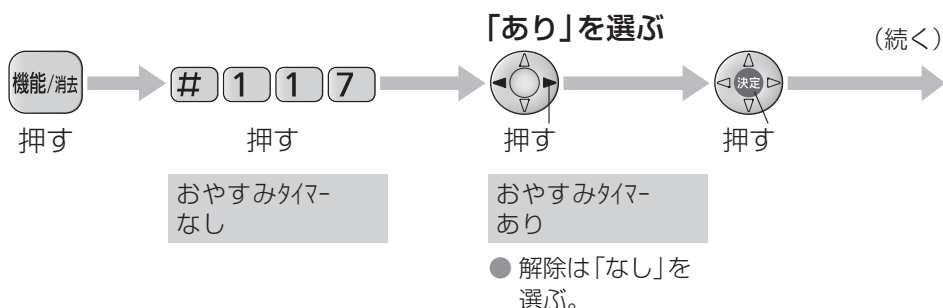 「あり」を選ぶ
（続く）
機能/消去
# 1 1 7
決定
押す
押す
押す
押す
おやすみﾀｲﾏｰ
なし
おやすみﾀｲﾏｰ
あり
● 解除は「なし」を
選ぶ。